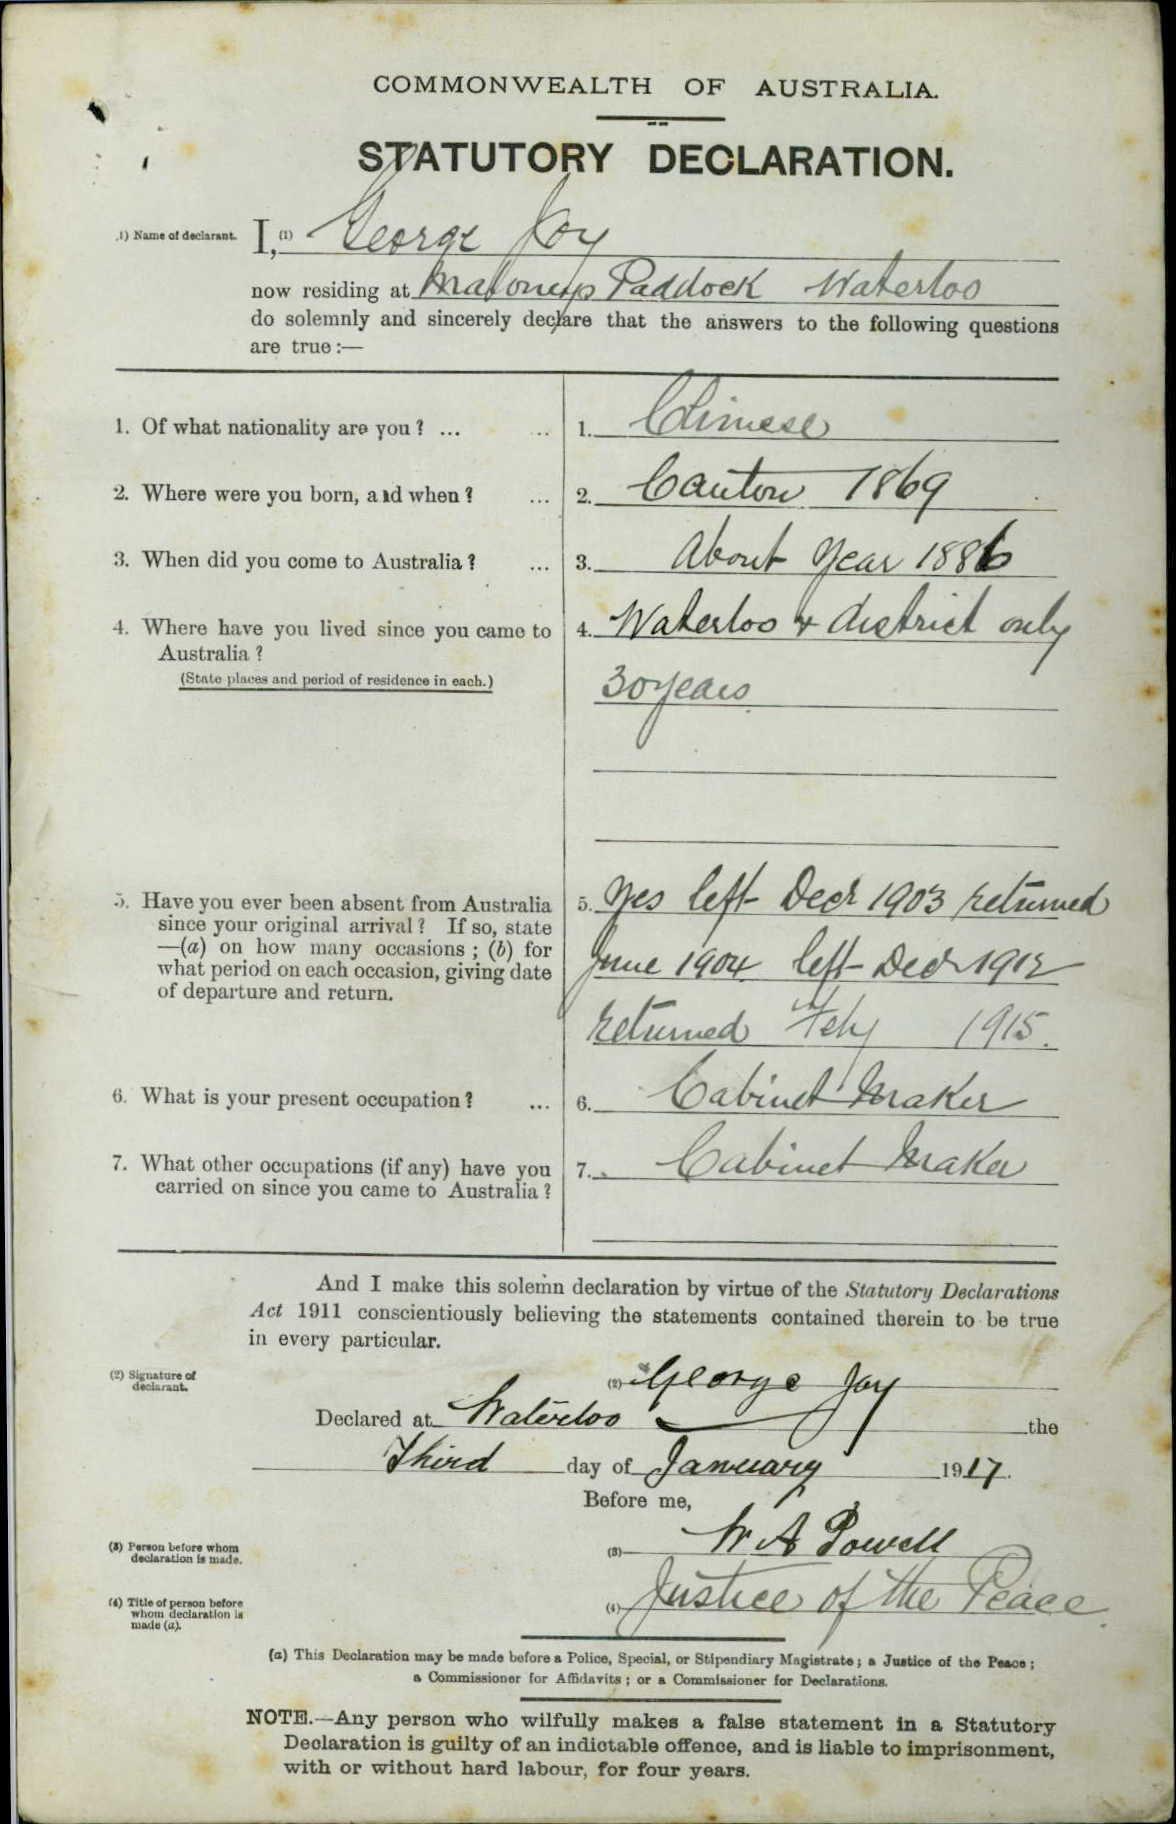 COMMONWEALTH OF AUSTRALIA.
STATUTORY DECLARATION.
(1) Name of declarant. I, (1) George Joy
now residing at Maloneys Paddock Waterloo
do solemnly and sincerely declare that the answers to the following questions
are true :—
1. Of what nationality are you ? ... ... 1. Chinese
2. Where were you born, and when ? ... 2. Canton 1869
3. When did you come to Australia ? ... 3. About Year 1886
4. Where have you lived since you came to 4. Waterloo & district only
Australia ?
(State places and period of residence in each.) 30 years
5. Have you ever been absent from Australia 5. Yes left Decr 1903 returned
since your original arrival ? If so, state
—(a) on how many occasions ; (b) for
what period on each occasion, giving date June 1904 left Decr 1912
of departure and return.
returned Feby 1915.
6. What is your present occupation ? ... 6. Cabinet Maker
7. What other occupations (if any) have you 7. Cabinet Maker
carried on since you came to Australia ?
And I make this solemn declaration by virtue of the Statutory Declarations
Act 1911 conscientiously believing the statements contained therein to be true
in every particular.
(2) Signature of declarant. (2) George Joy
Declared at Waterloo the
Third day of January 1917.
Before me,
(3) Person before whom declaration is made. (3) W A Powell
(4) Title of person before whom declaration is made (a). (4) Justice of the Peace.
(a) This Declaration may be made before a Police, Special, or Stipendiary Magistrate ; a Justice of the Peace ;
a Commissioner for Affidavits ; or a Commissioner for Declarations.
NOTE.—Any person who wilfully makes a false statement in a Statutory
Declaration is guilty of an indictable offence, and is liable to imprisonment,
with or without hard labour, for four years.